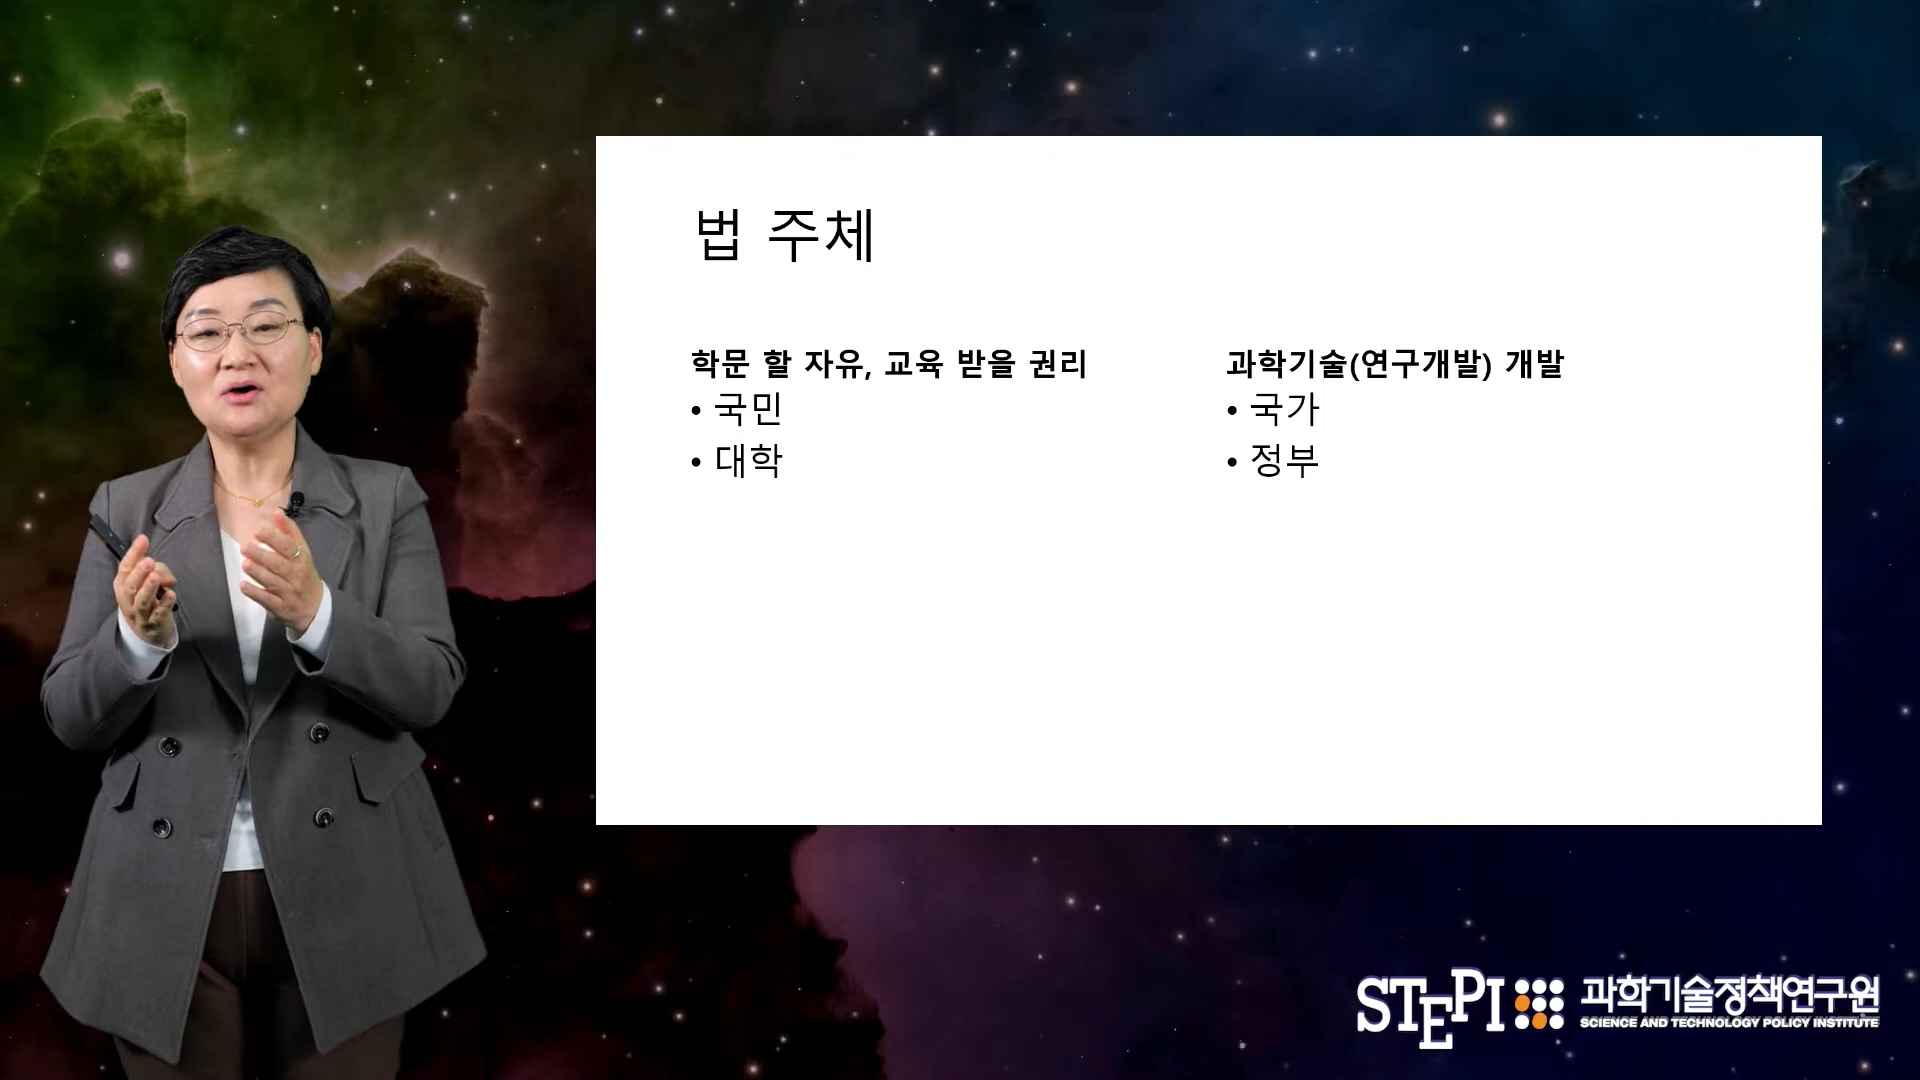 법 주체
학문 할 자유, 교육 받을 권리
• 국민
• 대학
과학기술(연구개발) 개발
• 국가
• 정부
STEPI 과학기술정책연구원
SCIENCE AND TECHNOLOGY POLICY INSTITUTE